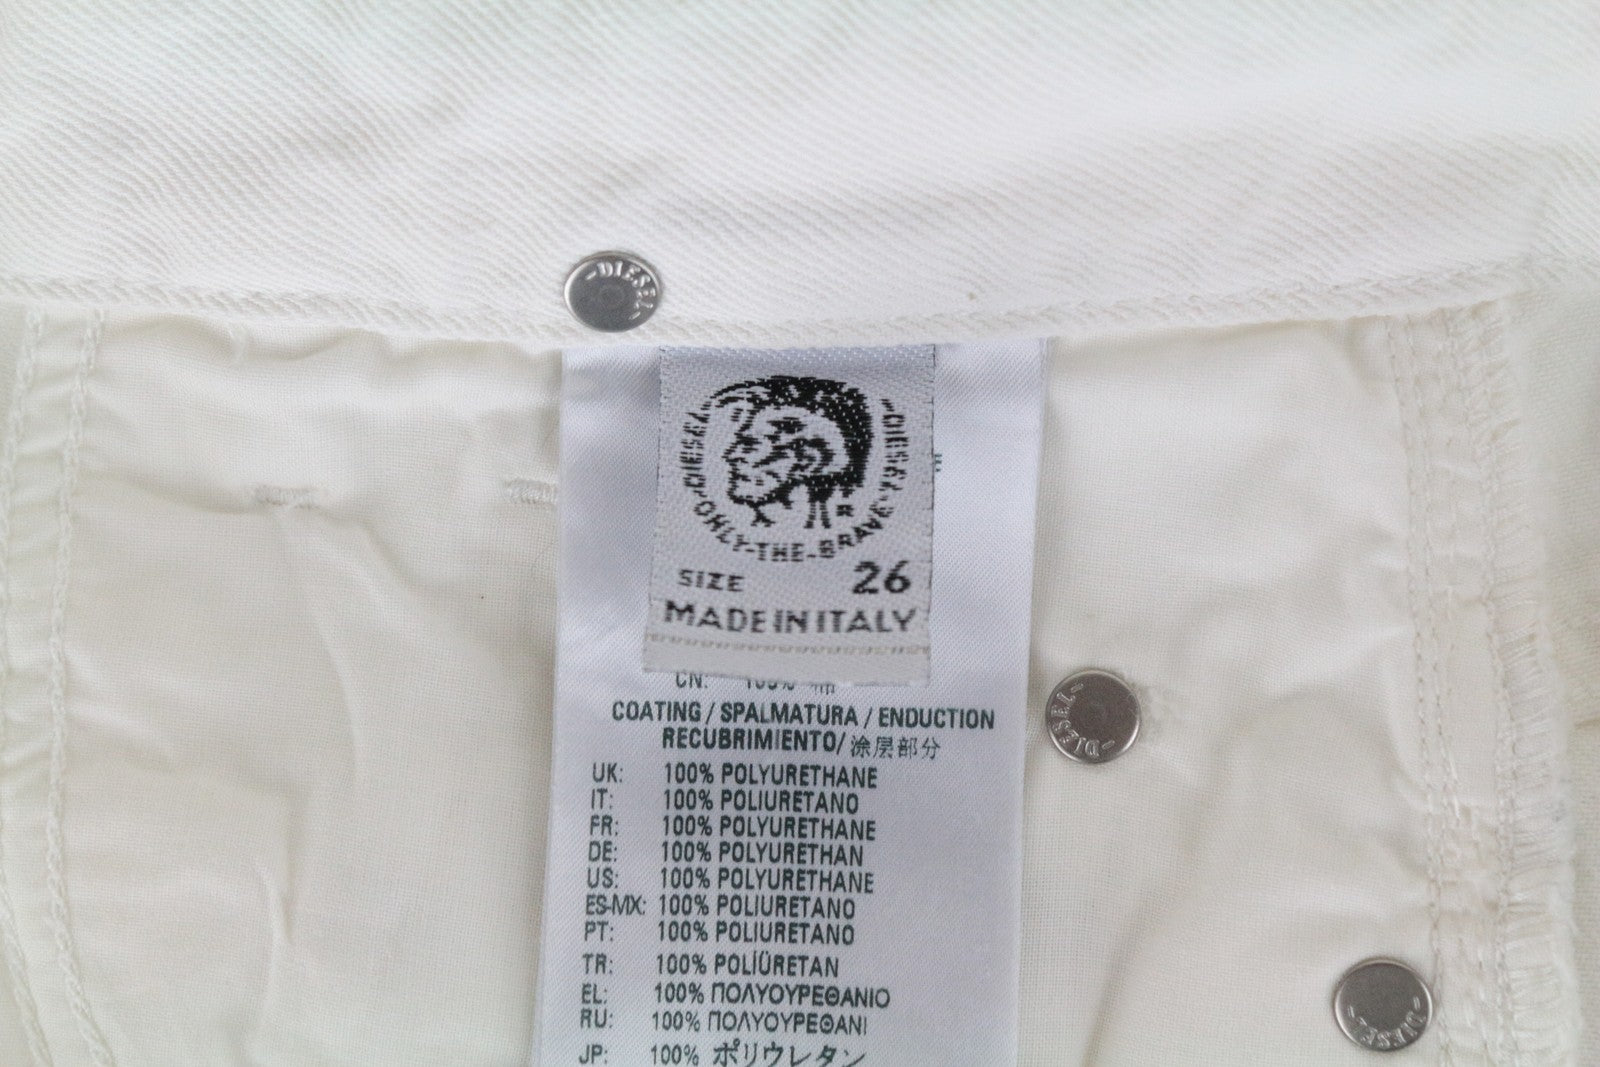 -DIESEL-
-DIESEL-
DIESEL
ONLY-THE-BRAVE
R
SIZE 26
MADE IN ITALY
CN: 100% 棉
COATING / SPALMATURA / ENDUCTION
RECUBRIMIENTO/ 涂层部分
UK: 100% POLYURETHANE
IT: 100% POLIURETANO
FR: 100% POLYURETHANE
DE: 100% POLYURETHAN
US: 100% POLYURETHANE
ES-MX: 100% POLIURETANO
PT: 100% POLIURETANO
TR: 100% POLİÜRETAN
EL: 100% ΠΟΛΥΟΥΡΕΘΑΝΙΟ
RU: 100% ΠΟΛΥΟΥΡΕΘΑΝΙ
JP: 100% ポリウレタン
-DIESEL-
-DIESEL-